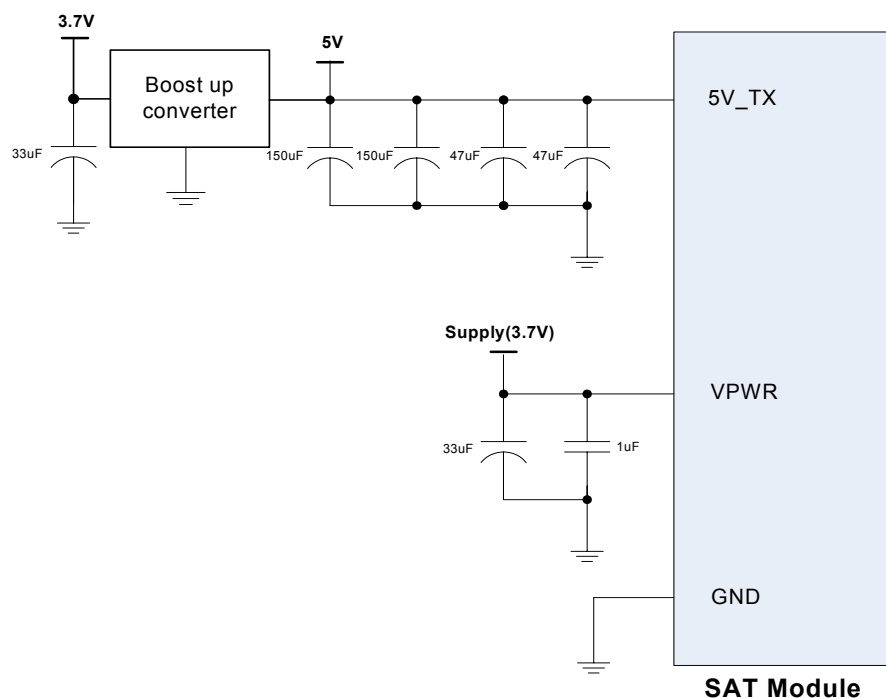 3.7V
5V
Boost up
converter
5V_TX
33uF
150uF
150uF
47uF
47uF
Supply(3.7V)
VPWR
33uF
1uF
GND
SAT Module